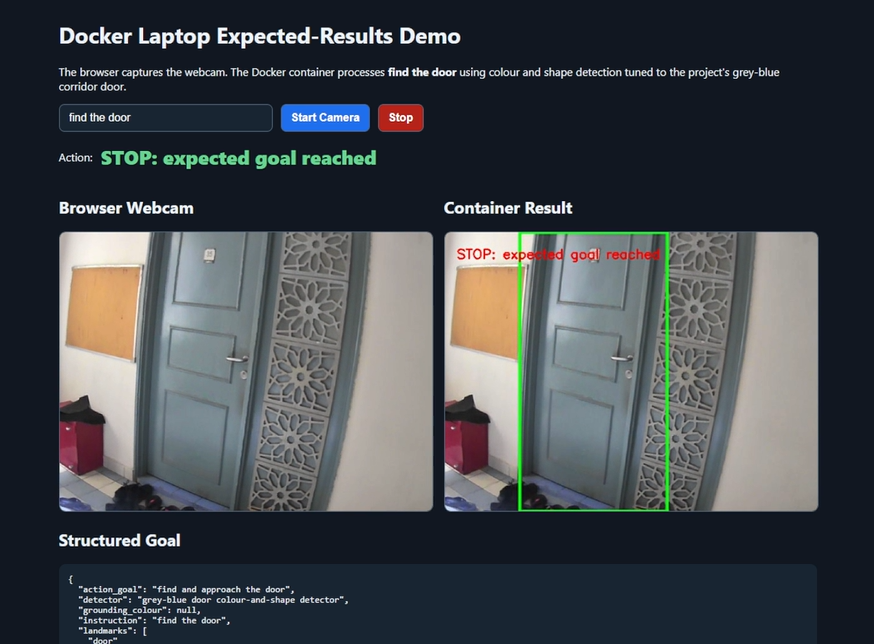 Docker Laptop Expected-Results Demo
The browser captures the webcam. The Docker container processes find the door using colour and shape detection tuned to the project's grey-blue
corridor door.
find the door
Start Camera
Stop
Action: STOP: expected goal reached
Browser Webcam
Container Result
STOP: expected goal reached
Structured Goal
{
"action_goal": "find and approach the door",
"detector": "grey-blue door colour-and-shape detector",
"grounding_colour": null,
"instruction": "find the door",
"landmarks": [
"door"